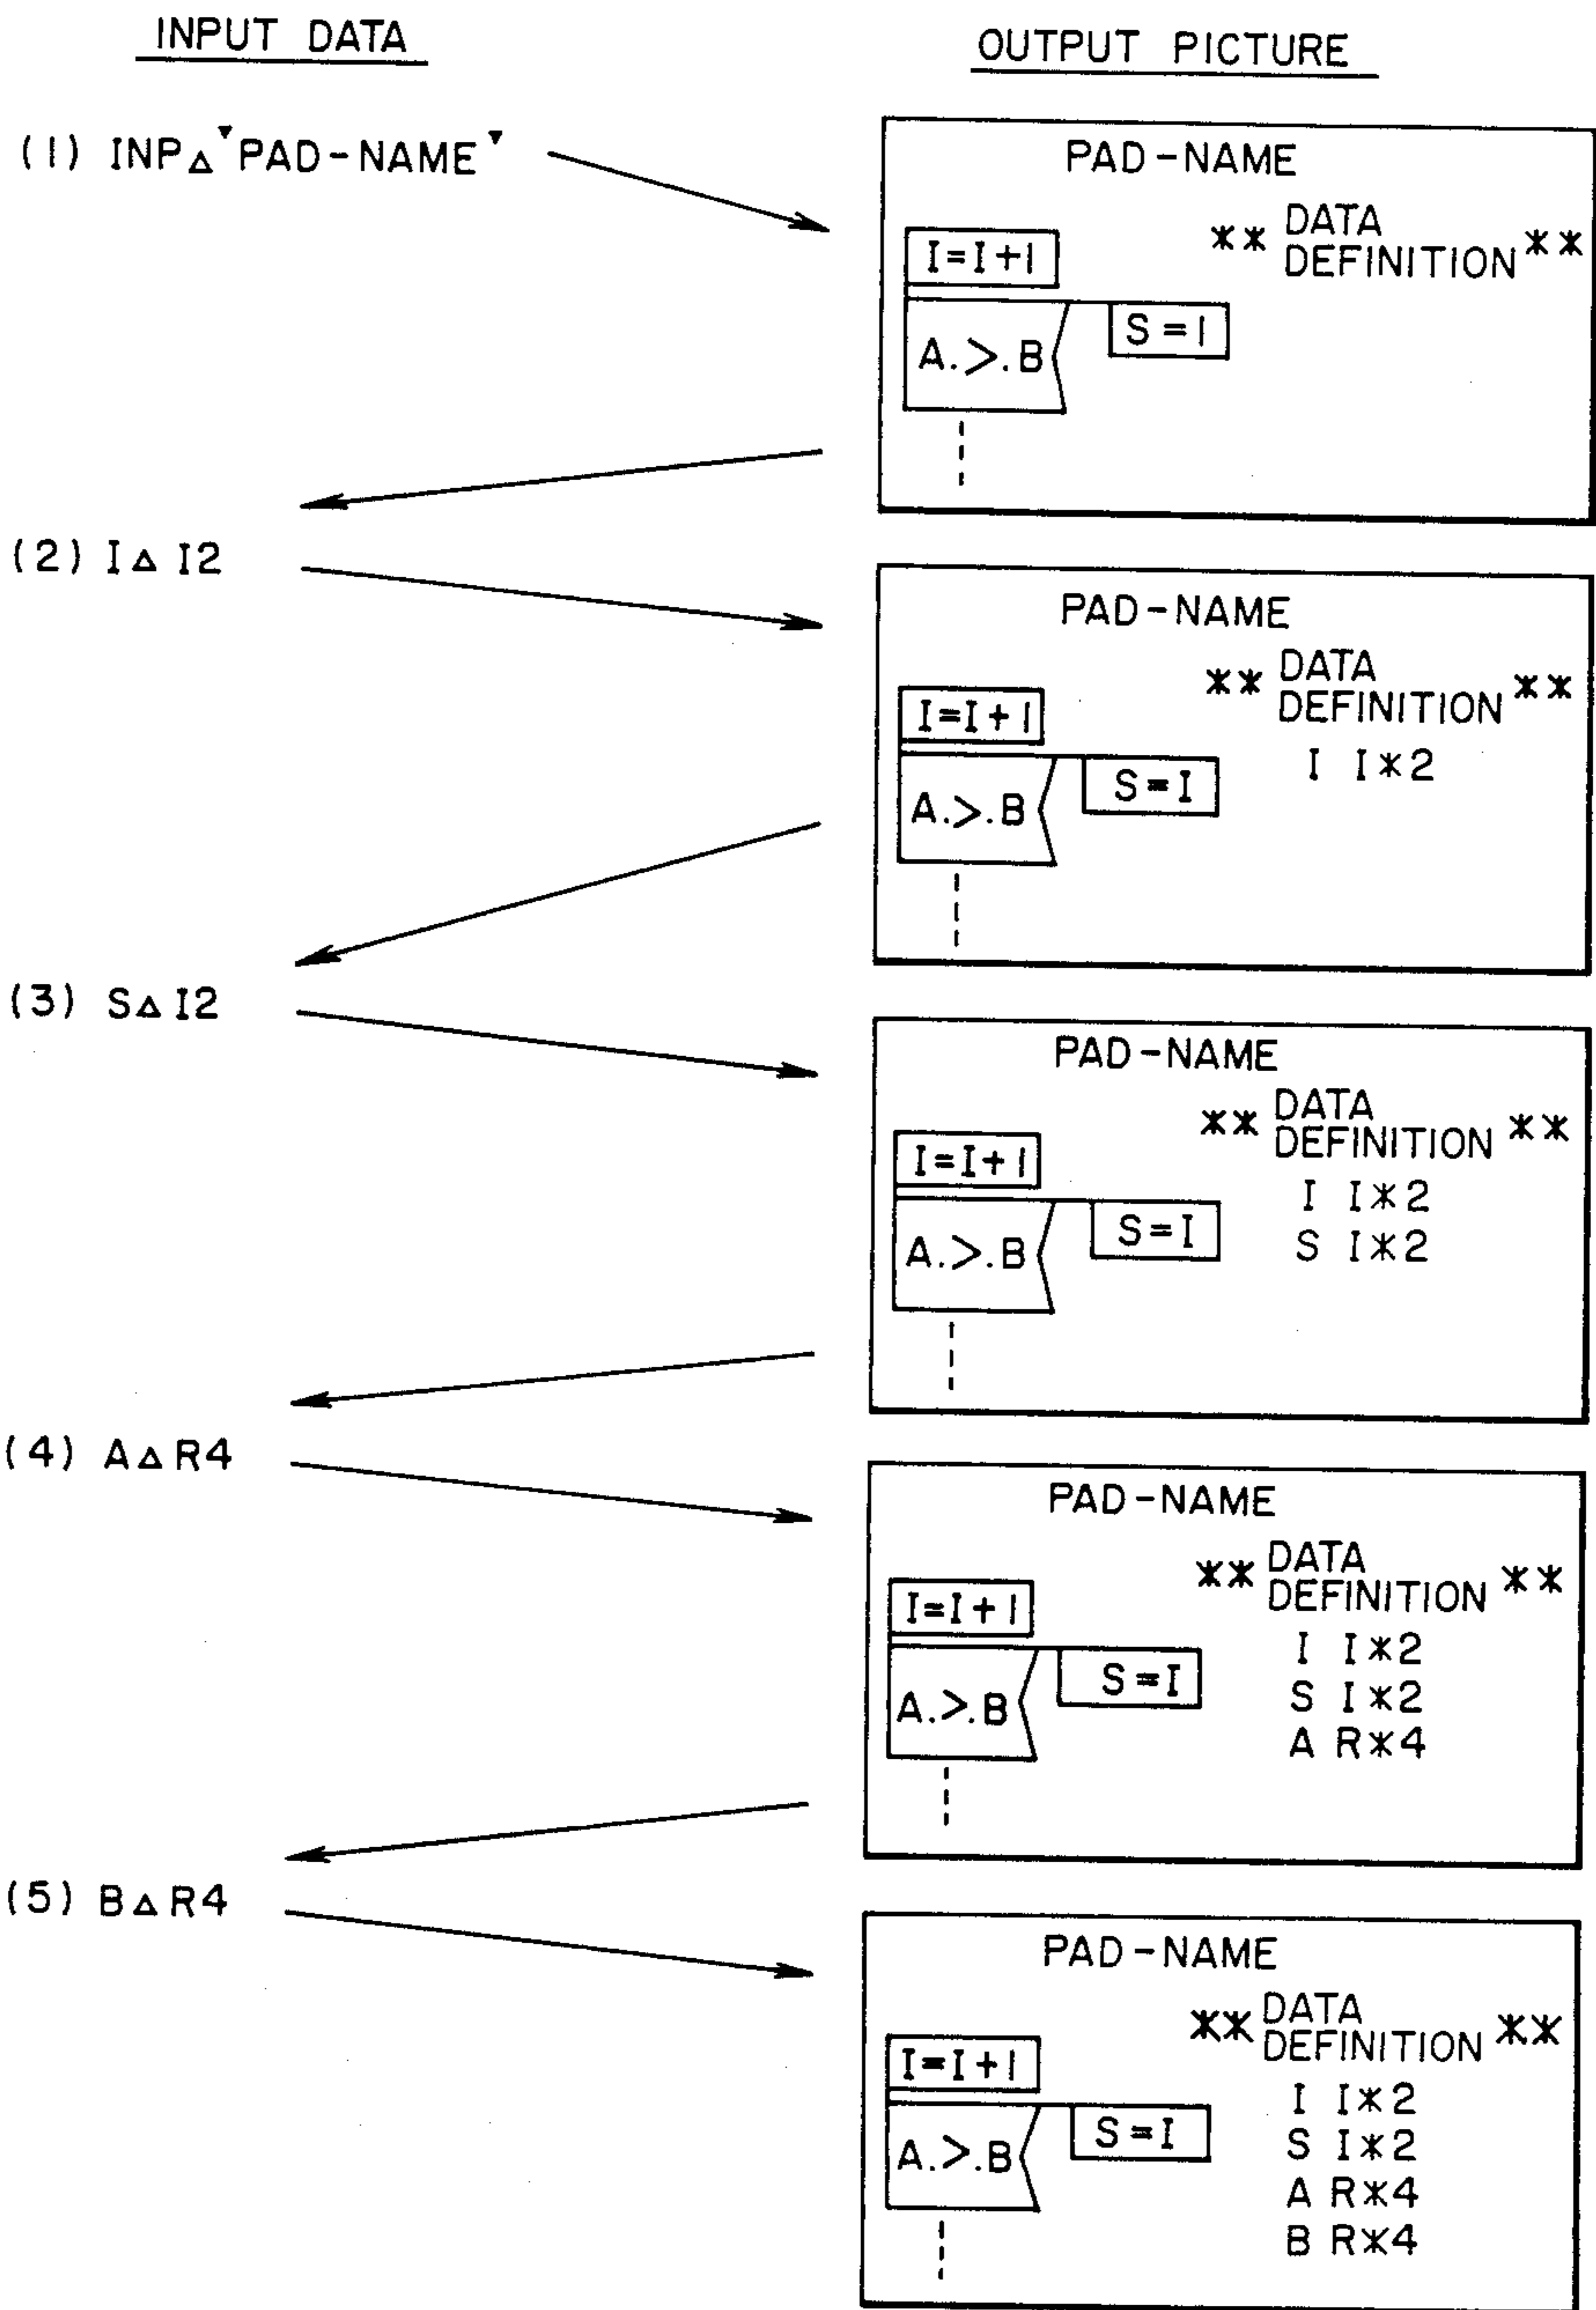 INPUT DATA
OUTPUT PICTURE
(1) INP△▼PAD-NAME▼
PAD-NAME
** DATA DEFINITION **
I=I+1
S=1
A.>.B
(2) I△I2
PAD-NAME
** DATA DEFINITION **
I I*2
I=I+1
S=I
A.>.B
(3) S△I2
PAD-NAME
** DATA DEFINITION **
I I*2
S I*2
I=I+1
S=I
A.>.B
(4) A△R4
PAD-NAME
** DATA DEFINITION **
I I*2
S I*2
A R*4
I=I+1
S=I
A.>.B
(5) B△R4
PAD-NAME
** DATA DEFINITION **
I I*2
S I*2
A R*4
B R*4
I=I+1
S=I
A.>.B